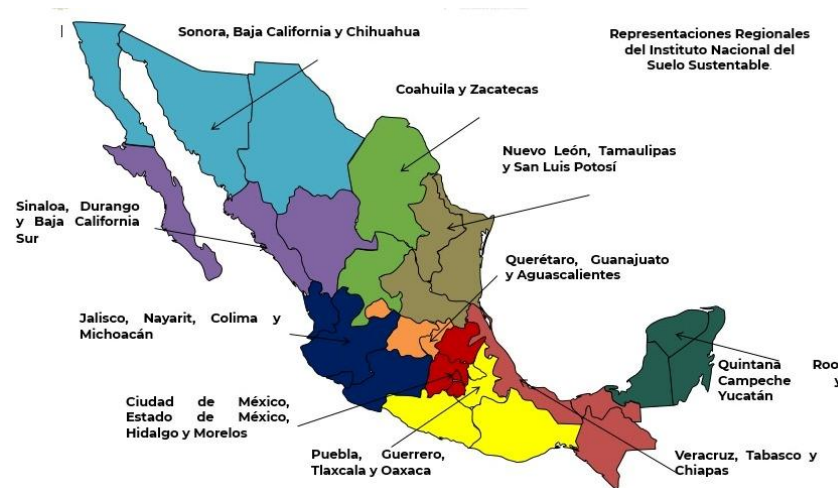 Sonora, Baja California y Chihuahua
Representaciones Regionales
del Instituto Nacional del
Suelo Sustentable.
Coahuila y Zacatecas
Nuevo León, Tamaulipas
y San Luis Potosí
Sinaloa, Durango
y Baja California
Sur
Querétaro, Guanajuato
y Aguascalientes
Jalisco, Nayarit, Colima y
Michoacán
Quintana Roo
Campeche y
Yucatán
Ciudad de México,
Estado de México,
Hidalgo y Morelos
Puebla, Guerrero,
Tlaxcala y Oaxaca
Veracruz, Tabasco y
Chiapas